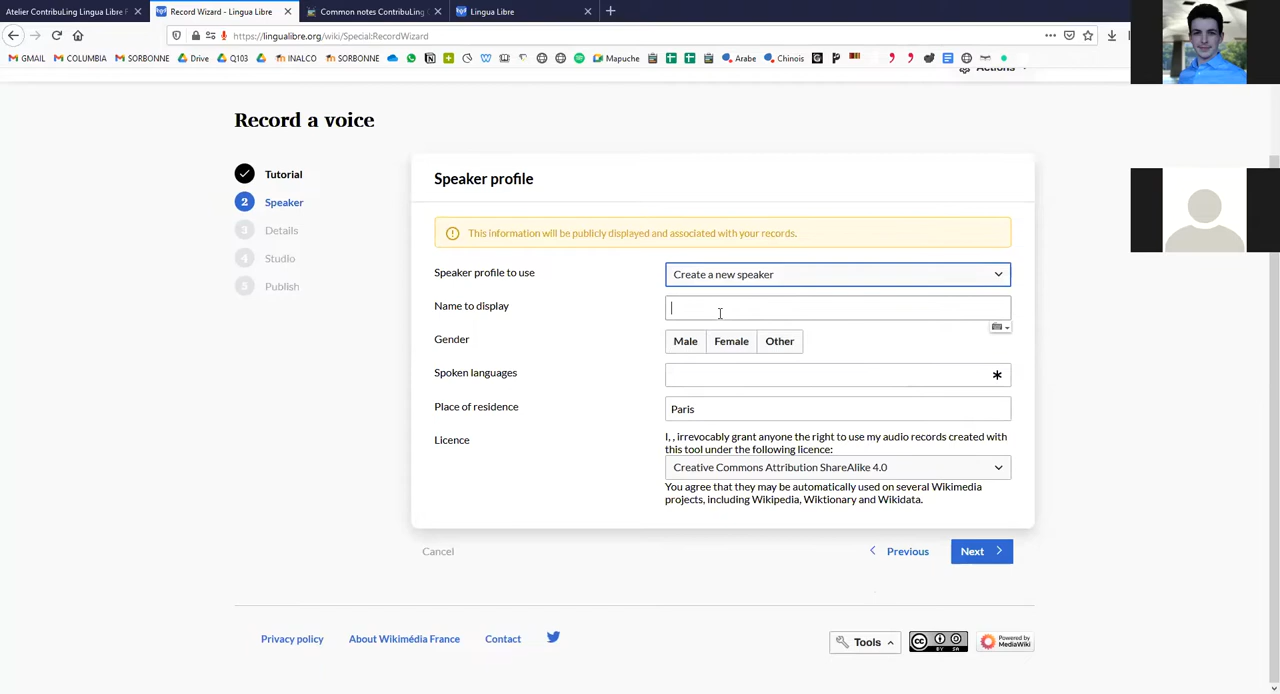 Atelier ContribuLing Lingua Libre
Record Wizard - Lingua Libre
Common notes ContribuLing
Lingua Libre
https://lingualibre.org/wiki/Special:RecordWizard
GMAIL
COLUMBIA
SORBONNE
Drive
Q103
INALCO
SORBONNE
Mapuche
Arabe
Chinois
Actions
Record a voice
Tutorial
2 Speaker
3 Details
4 Studio
5 Publish
Speaker profile
This information will be publicly displayed and associated with your records.
Speaker profile to use
Create a new speaker
Name to display
Gender
Male Female Other
Spoken languages
Place of residence
Paris
Licence
I, , irrevocably grant anyone the right to use my audio records created with
this tool under the following licence:
Creative Commons Attribution ShareAlike 4.0
You agree that they may be automatically used on several Wikimedia
projects, including Wikipedia, Wiktionary and Wikidata.
Cancel
Previous
Next
Privacy policy
About Wikimédia France
Contact
Tools
BY SA
Powered by
MediaWiki